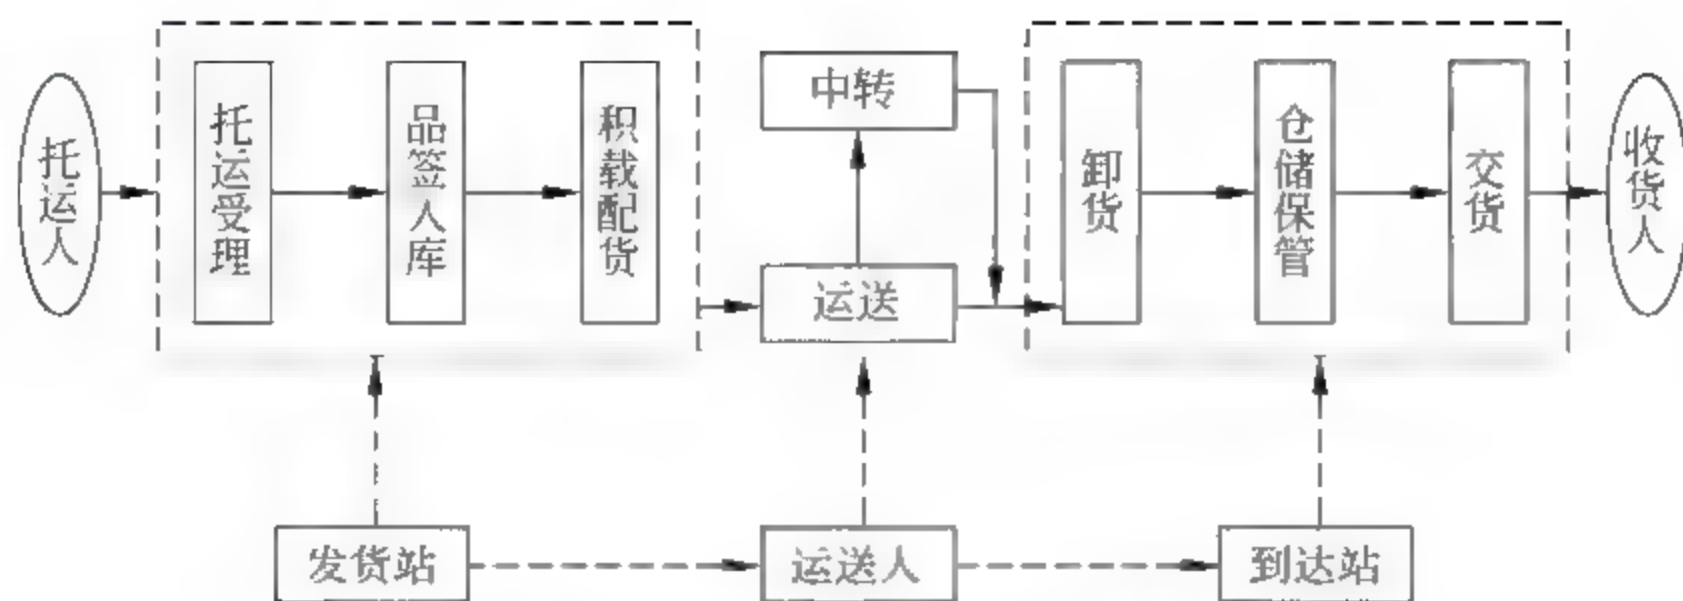 托运人
托运受理
品签入库
积载配货
中转
运送
卸货
仓储保管
交货
收货人
发货站
运送人
到达站